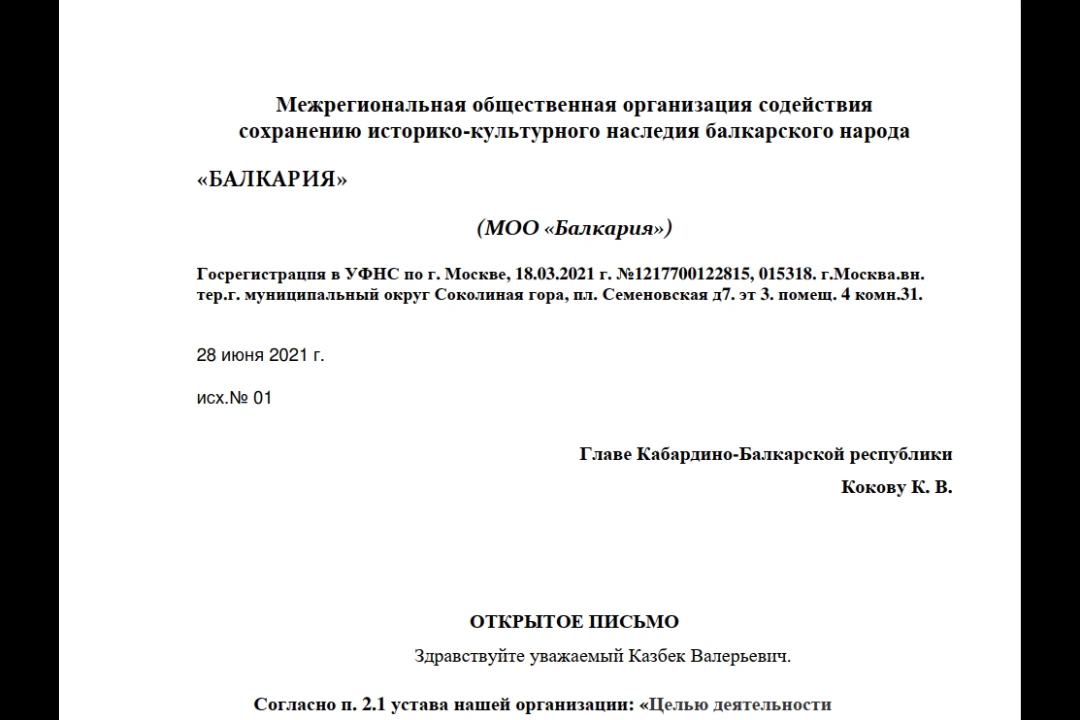 Межрегиональная общественная организация содействия
сохранению историко-культурного наследия балкарского народа
«БАЛКАРИЯ»
(МОО «Балкария»)
Госрегистрацпя в УФНС по г. Москве, 18.03.2021 г. №1217700122815, 015318. г.Москва.вн.
тер.г. муниципальный округ Соколиная гора, пл. Семеновская д7. эт 3. помещ. 4 комн.31.
28 июня 2021 г.
исх.№ 01
Главе Кабардино-Балкарской республики
Кокову К. В.
ОТКРЫТОЕ ПИСЬМО
Здравствуйте уважаемый Казбек Валерьевич.
Согласно п. 2.1 устава нашей организации: «Целью деятельности